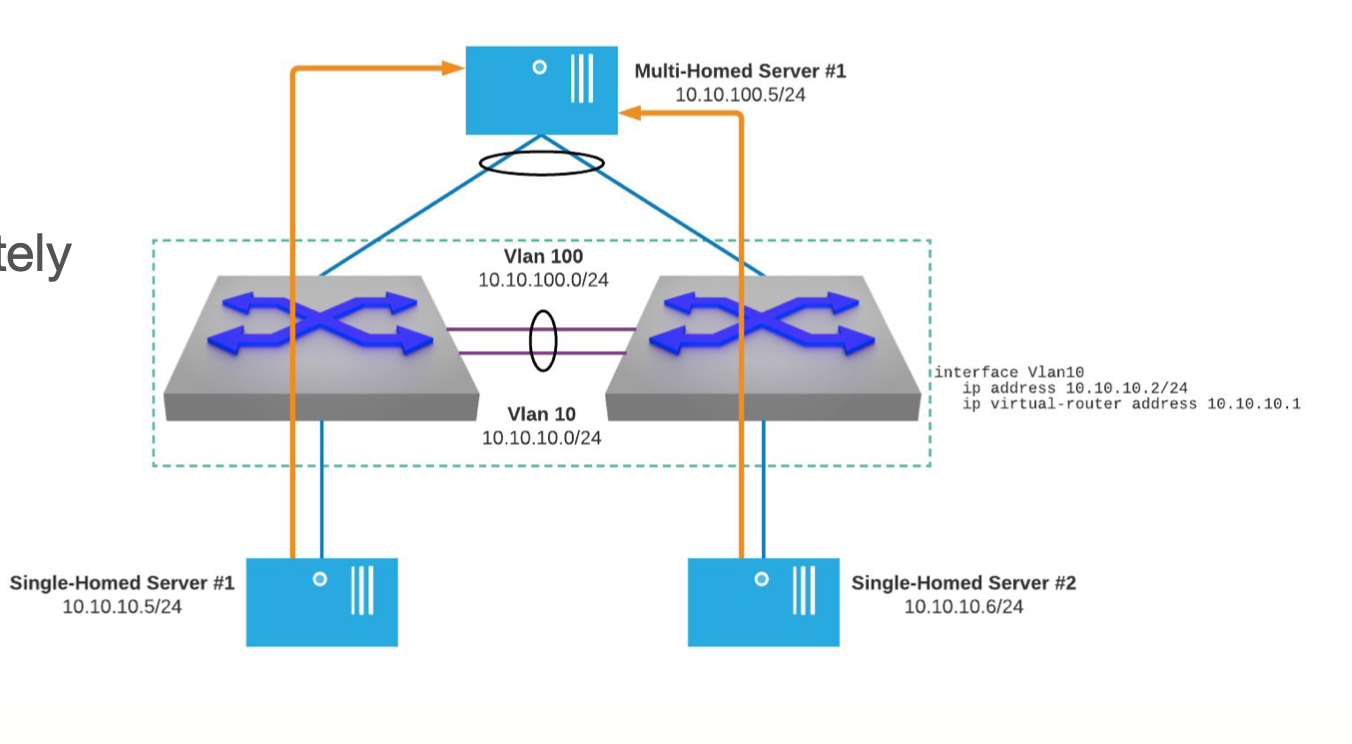 Multi-Homed Server #1
10.10.100.5/24
tely
Vlan 100
10.10.100.0/24
interface Vlan10
ip address 10.10.10.2/24
ip virtual-router address 10.10.10.1
Vlan 10
10.10.10.0/24
Single-Homed Server #1
10.10.10.5/24
Single-Homed Server #2
10.10.10.6/24